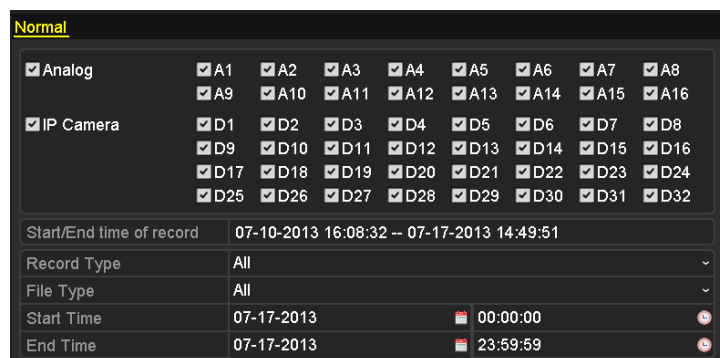 Normal
Analog A1 A2 A3 A4 A5 A6 A7 A8
A9 A10 A11 A12 A13 A14 A15 A16
IP Camera D1 D2 D3 D4 D5 D6 D7 D8
D9 D10 D11 D12 D13 D14 D15 D16
D17 D18 D19 D20 D21 D22 D23 D24
D25 D26 D27 D28 D29 D30 D31 D32
Start/End time of record 07-10-2013 16:08:32 -- 07-17-2013 14:49:51
Record Type All
File Type All
Start Time 07-17-2013 00:00:00
End Time 07-17-2013 23:59:59